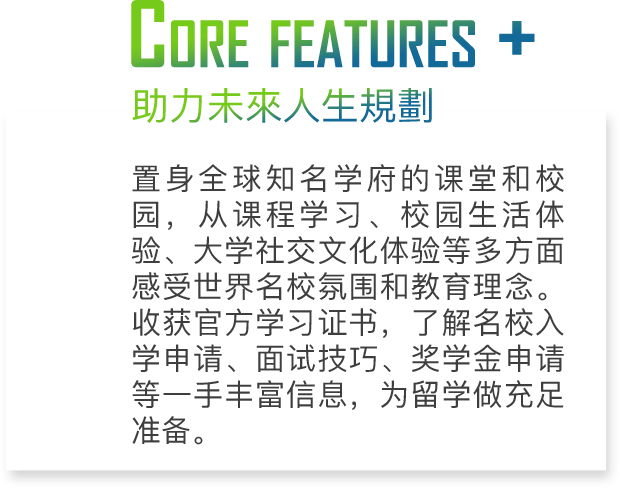 CORE FEATURES +
助力未來人生規劃
置身全球知名学府的课堂和校
园，从课程学习、校园生活体
验、大学社交文化体验等多方面
感受世界名校氛围和教育理念。
收获官方学习证书，了解名校入
学申请、面试技巧、奖学金申请
等一手丰富信息，为留学做充足
准备。